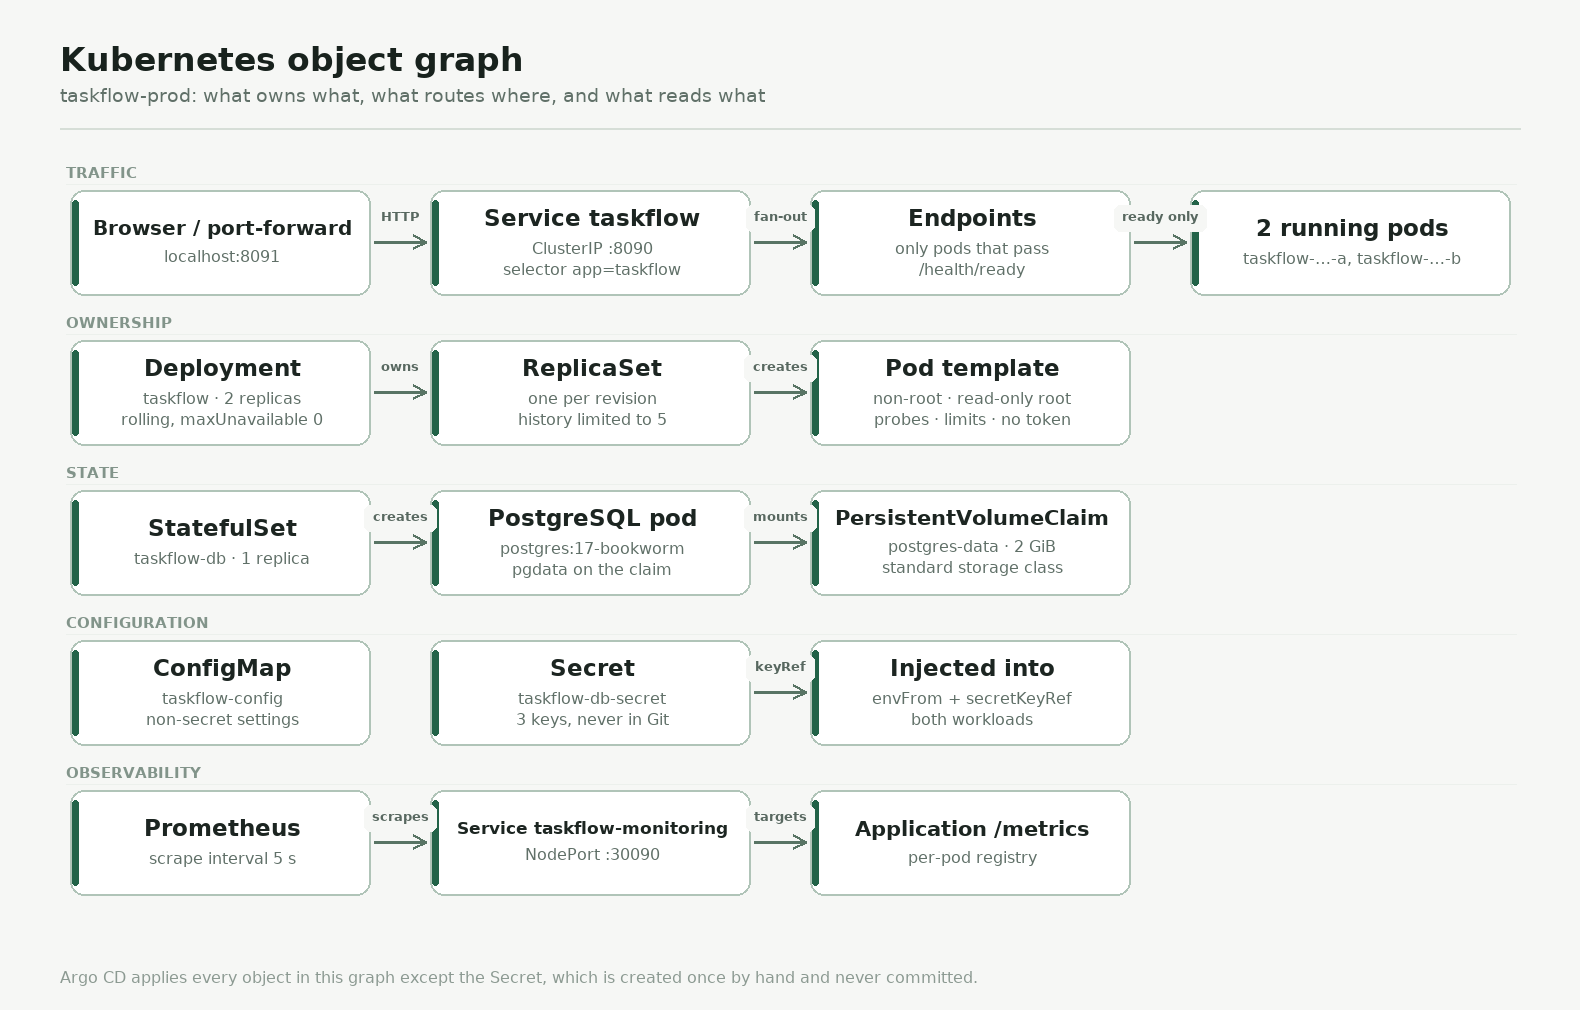 Kubernetes object graph
taskflow-prod: what owns what, what routes where, and what reads what
TRAFFIC
Browser / port-forward
localhost:8091
HTTP
Service taskflow
ClusterIP :8090
selector app=taskflow
fan-out
Endpoints
only pods that pass
/health/ready
ready only
2 running pods
taskflow-...-a, taskflow-...-b
OWNERSHIP
Deployment
taskflow · 2 replicas
rolling, maxUnavailable 0
owns
ReplicaSet
one per revision
history limited to 5
creates
Pod template
non-root · read-only root
probes · limits · no token
STATE
StatefulSet
taskflow-db · 1 replica
creates
PostgreSQL pod
postgres:17-bookworm
pgdata on the claim
mounts
PersistentVolumeClaim
postgres-data · 2 GiB
standard storage class
CONFIGURATION
ConfigMap
taskflow-config
non-secret settings
Secret
taskflow-db-secret
3 keys, never in Git
keyRef
Injected into
envFrom + secretKeyRef
both workloads
OBSERVABILITY
Prometheus
scrape interval 5 s
scrapes
Service taskflow-monitoring
NodePort :30090
targets
Application /metrics
per-pod registry
Argo CD applies every object in this graph except the Secret, which is created once by hand and never committed.